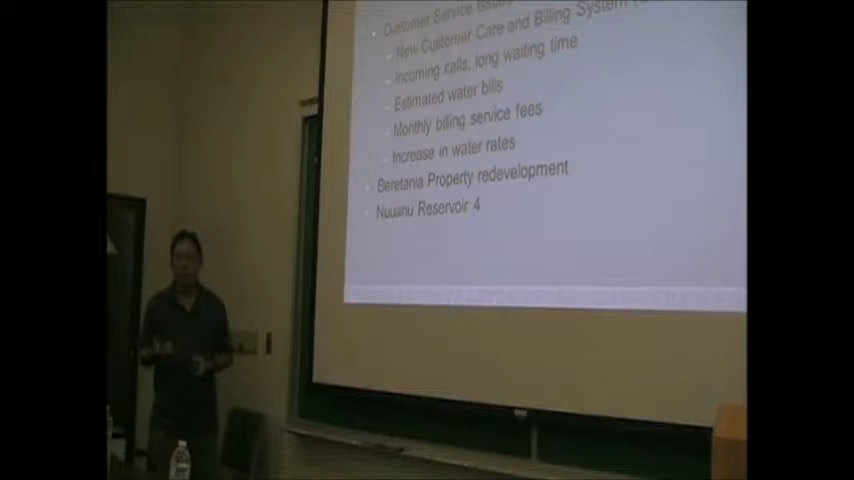 Customer Service
New Customer Care and Billing System
Incoming calls, long waiting time
Estimated water bills
Monthly billing service fees
Increase in water rates
Beretania Property redevelopment
Nuuanu Reservoir 4